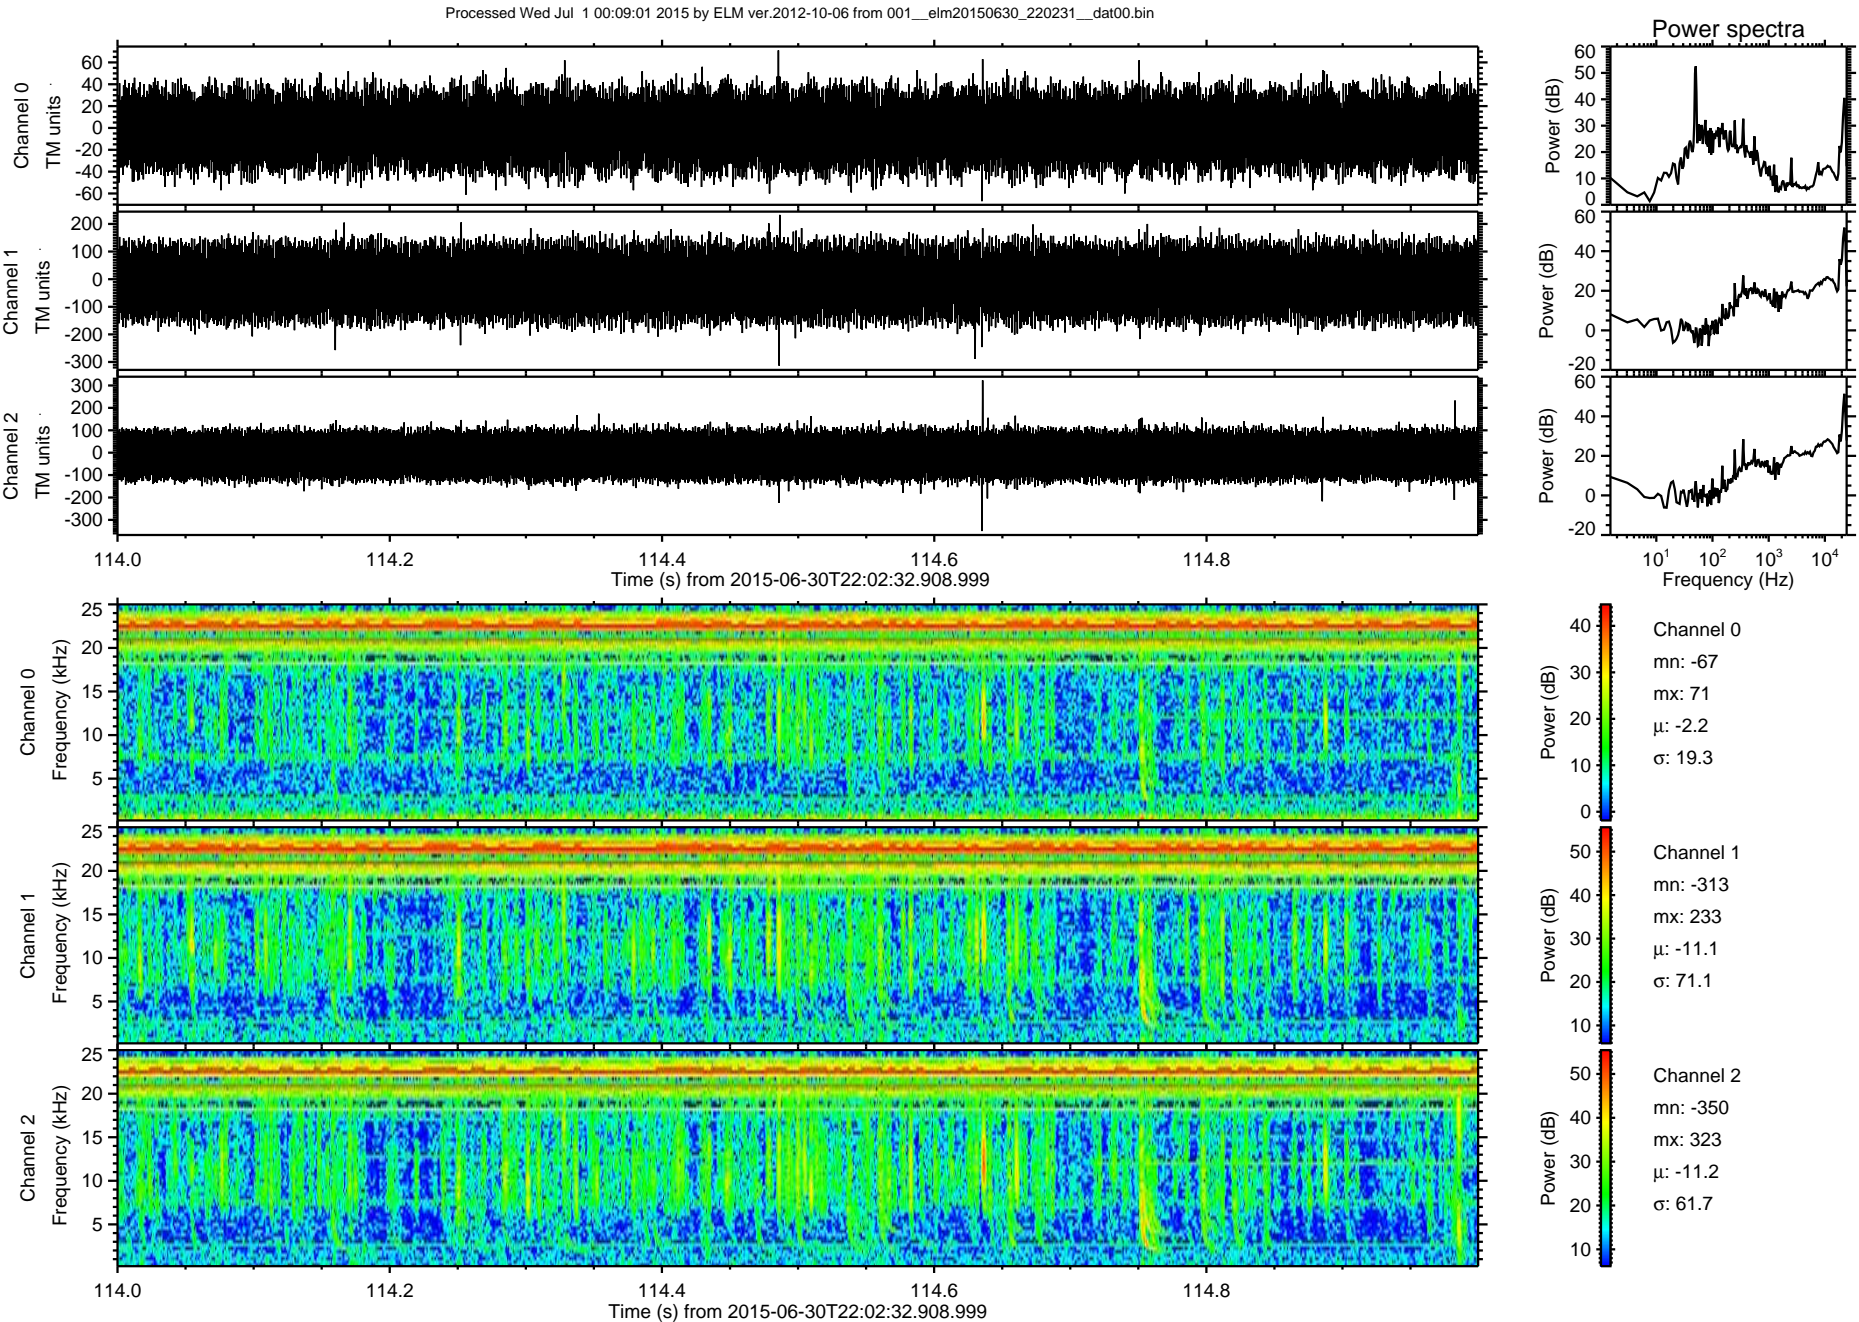 Processed Wed Jul  1 00:09:01 2015 by ELM ver.2012-10-06 from 001__elm20150630_220231__dat00.bin
Power spectra
Channel 0
TM units
60
40
20
0
-20
-40
-60
Power (dB)
60
50
40
30
20
10
0
Channel 1
TM units
200
100
0
-100
-200
-300
Power (dB)
60
40
20
0
-20
Channel 2
TM units
300
200
100
0
-100
-200
-300
Power (dB)
60
40
20
0
-20
114.0 114.2 114.4 114.6 114.8
Time (s) from 2015-06-30T22:02:32.908.999
10^1 10^2 10^3 10^4
Frequency (Hz)
Channel 0
Frequency (kHz)
25
20
15
10
5
Power (dB)
40
30
20
10
0
Channel 0
mn: -67
mx: 71
μ: -2.2
σ: 19.3
Channel 1
Frequency (kHz)
25
20
15
10
5
Power (dB)
50
40
30
20
10
Channel 1
mn: -313
mx: 233
μ: -11.1
σ: 71.1
Channel 2
Frequency (kHz)
25
20
15
10
5
Power (dB)
50
40
30
20
10
Channel 2
mn: -350
mx: 323
μ: -11.2
σ: 61.7
114.0 114.2 114.4 114.6 114.8
Time (s) from 2015-06-30T22:02:32.908.999